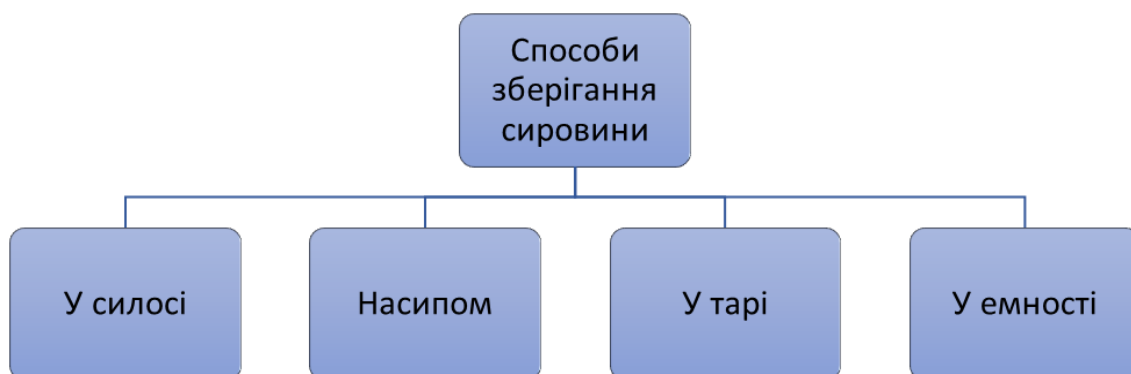 Способи
зберігання
сировини
У силосі
Насипом
У тарі
У емності